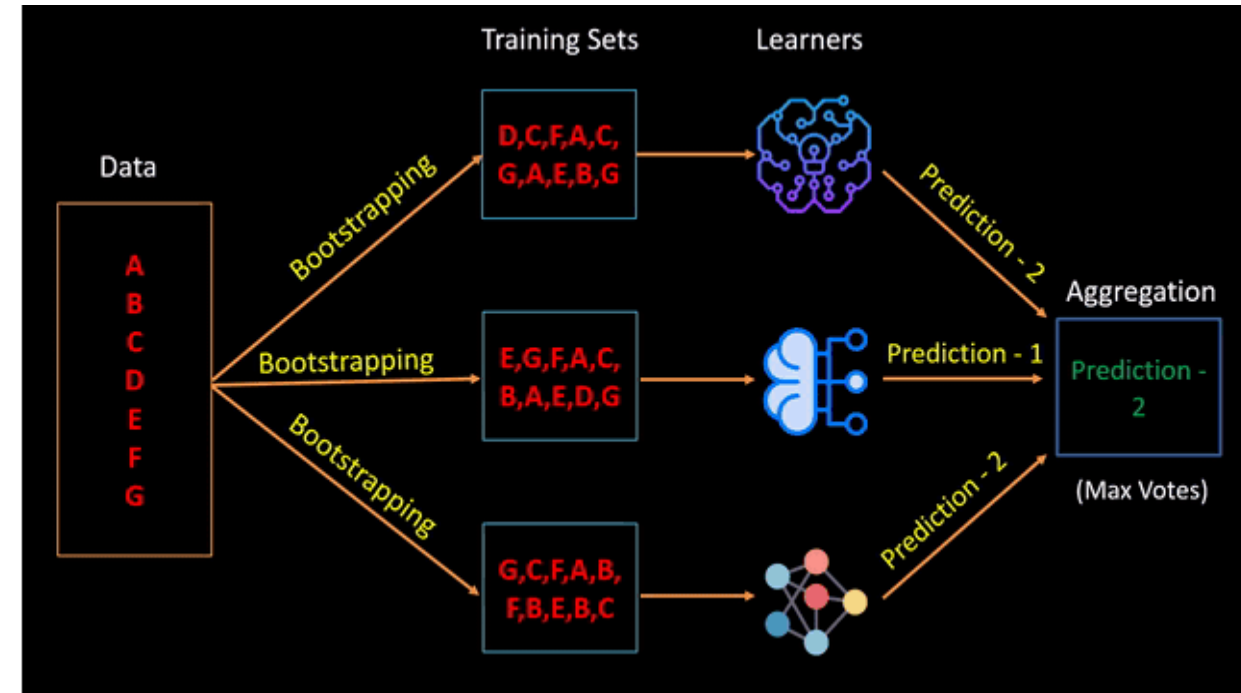 Training Sets
Learners
Data
A
B
C
D
E
F
G
Bootstrapping
Bootstrapping
Bootstrapping
D,C,F,A,C,
G,A,E,B,G
E,G,F,A,C,
B,A,E,D,G
G,C,F,A,B,
F,B,E,B,C
Prediction - 2
Prediction - 1
Prediction - 2
Aggregation
Prediction -
2
(Max Votes)